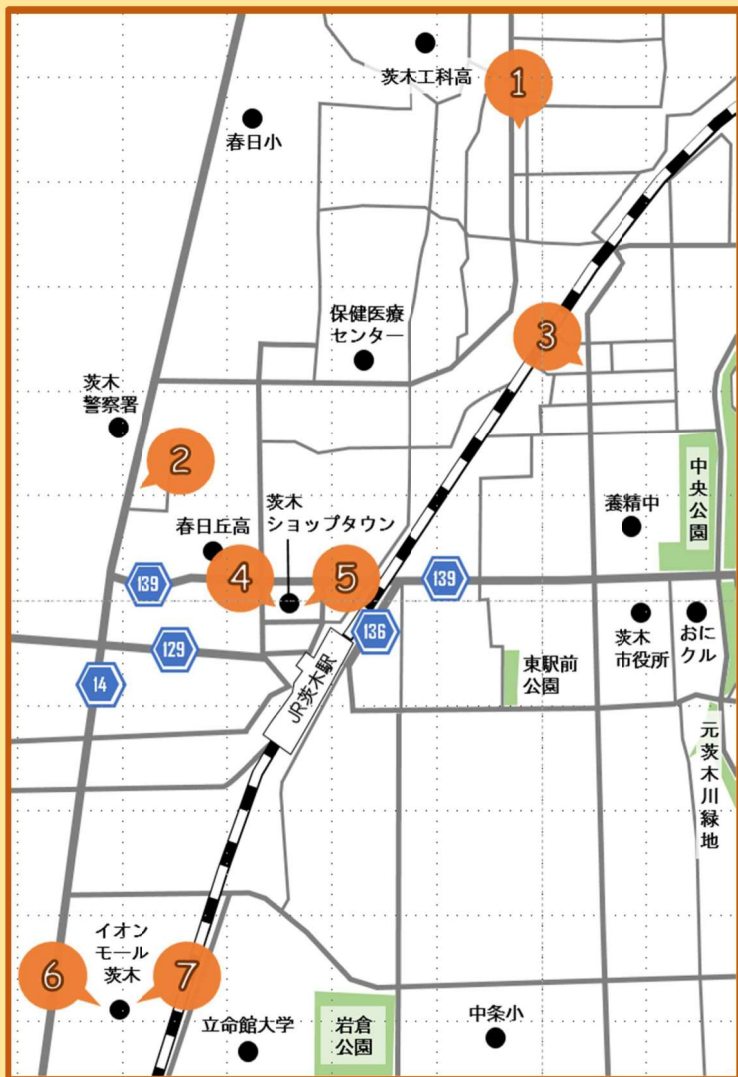 茨木工科高
1
春日小
保健医療
センター
3
茨木
警察署
2
中
央
公
園
茨木
ショップタウン
養精中
春日丘高
4
5
139
139
136
129
14
JR茨木駅
東駅前
公園
茨木
市役所
おに
クル
元
茨
木
川
緑
地
イオン
モール
茨木
6
7
立命館大学
岩倉
公園
中条小